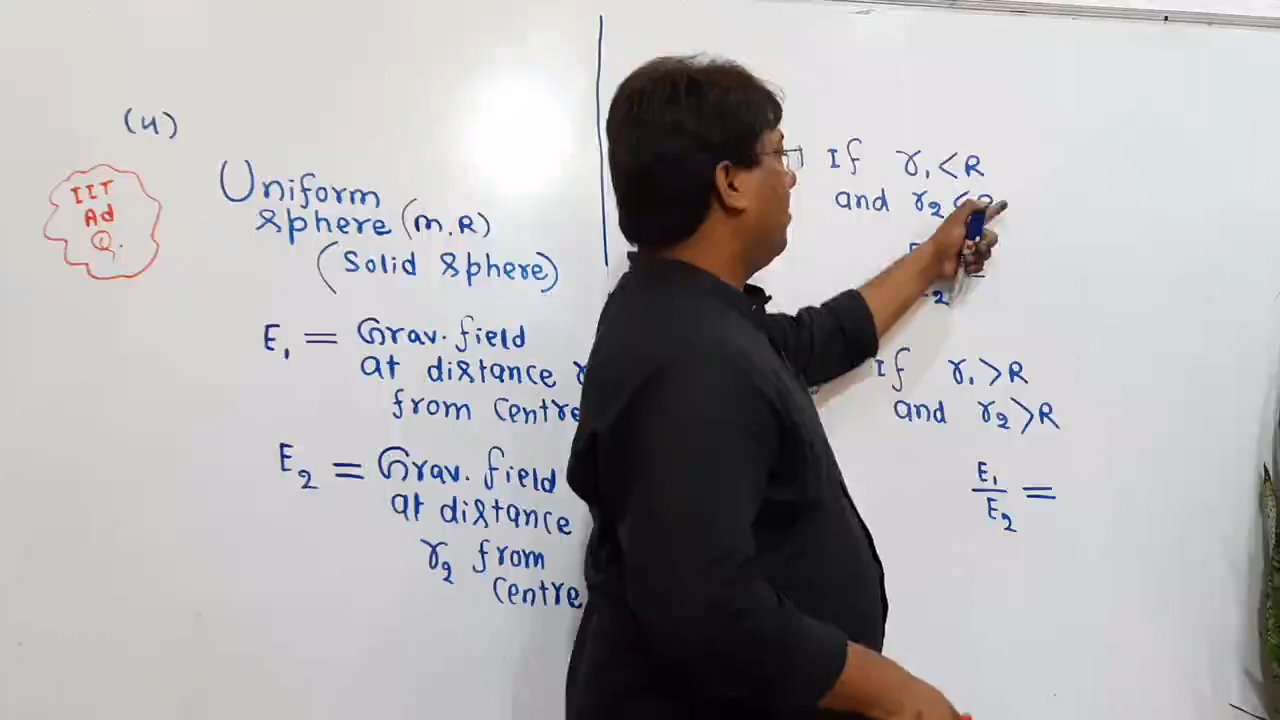 (4)
IIT
Ad
Q.
Uniform
Sphere (M,R)
(Solid Sphere)
E₁ = Grav. field
at distance
from Centre
E₂ = Grav. field
at distance
r₂ from
Centre
If r₁<R
and r₂<R
If r₁>R
and r₂>R
E₁/E₂ =